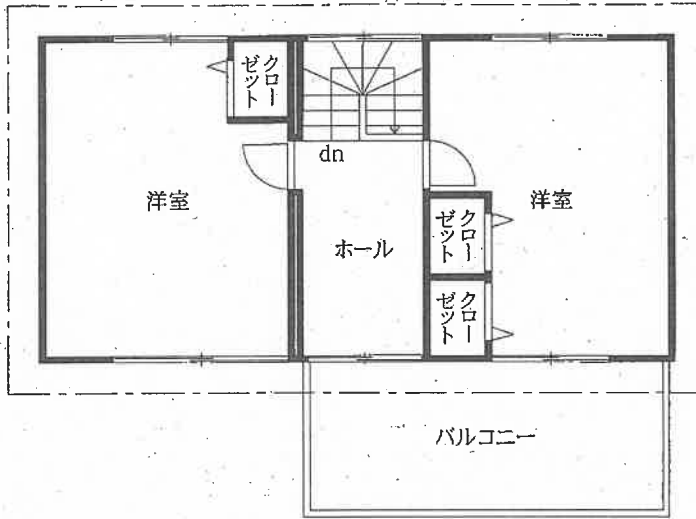 クロー
ゼット
dn
洋室
洋室
ホール
クロー
ゼット
クロー
ゼット
バルコニー